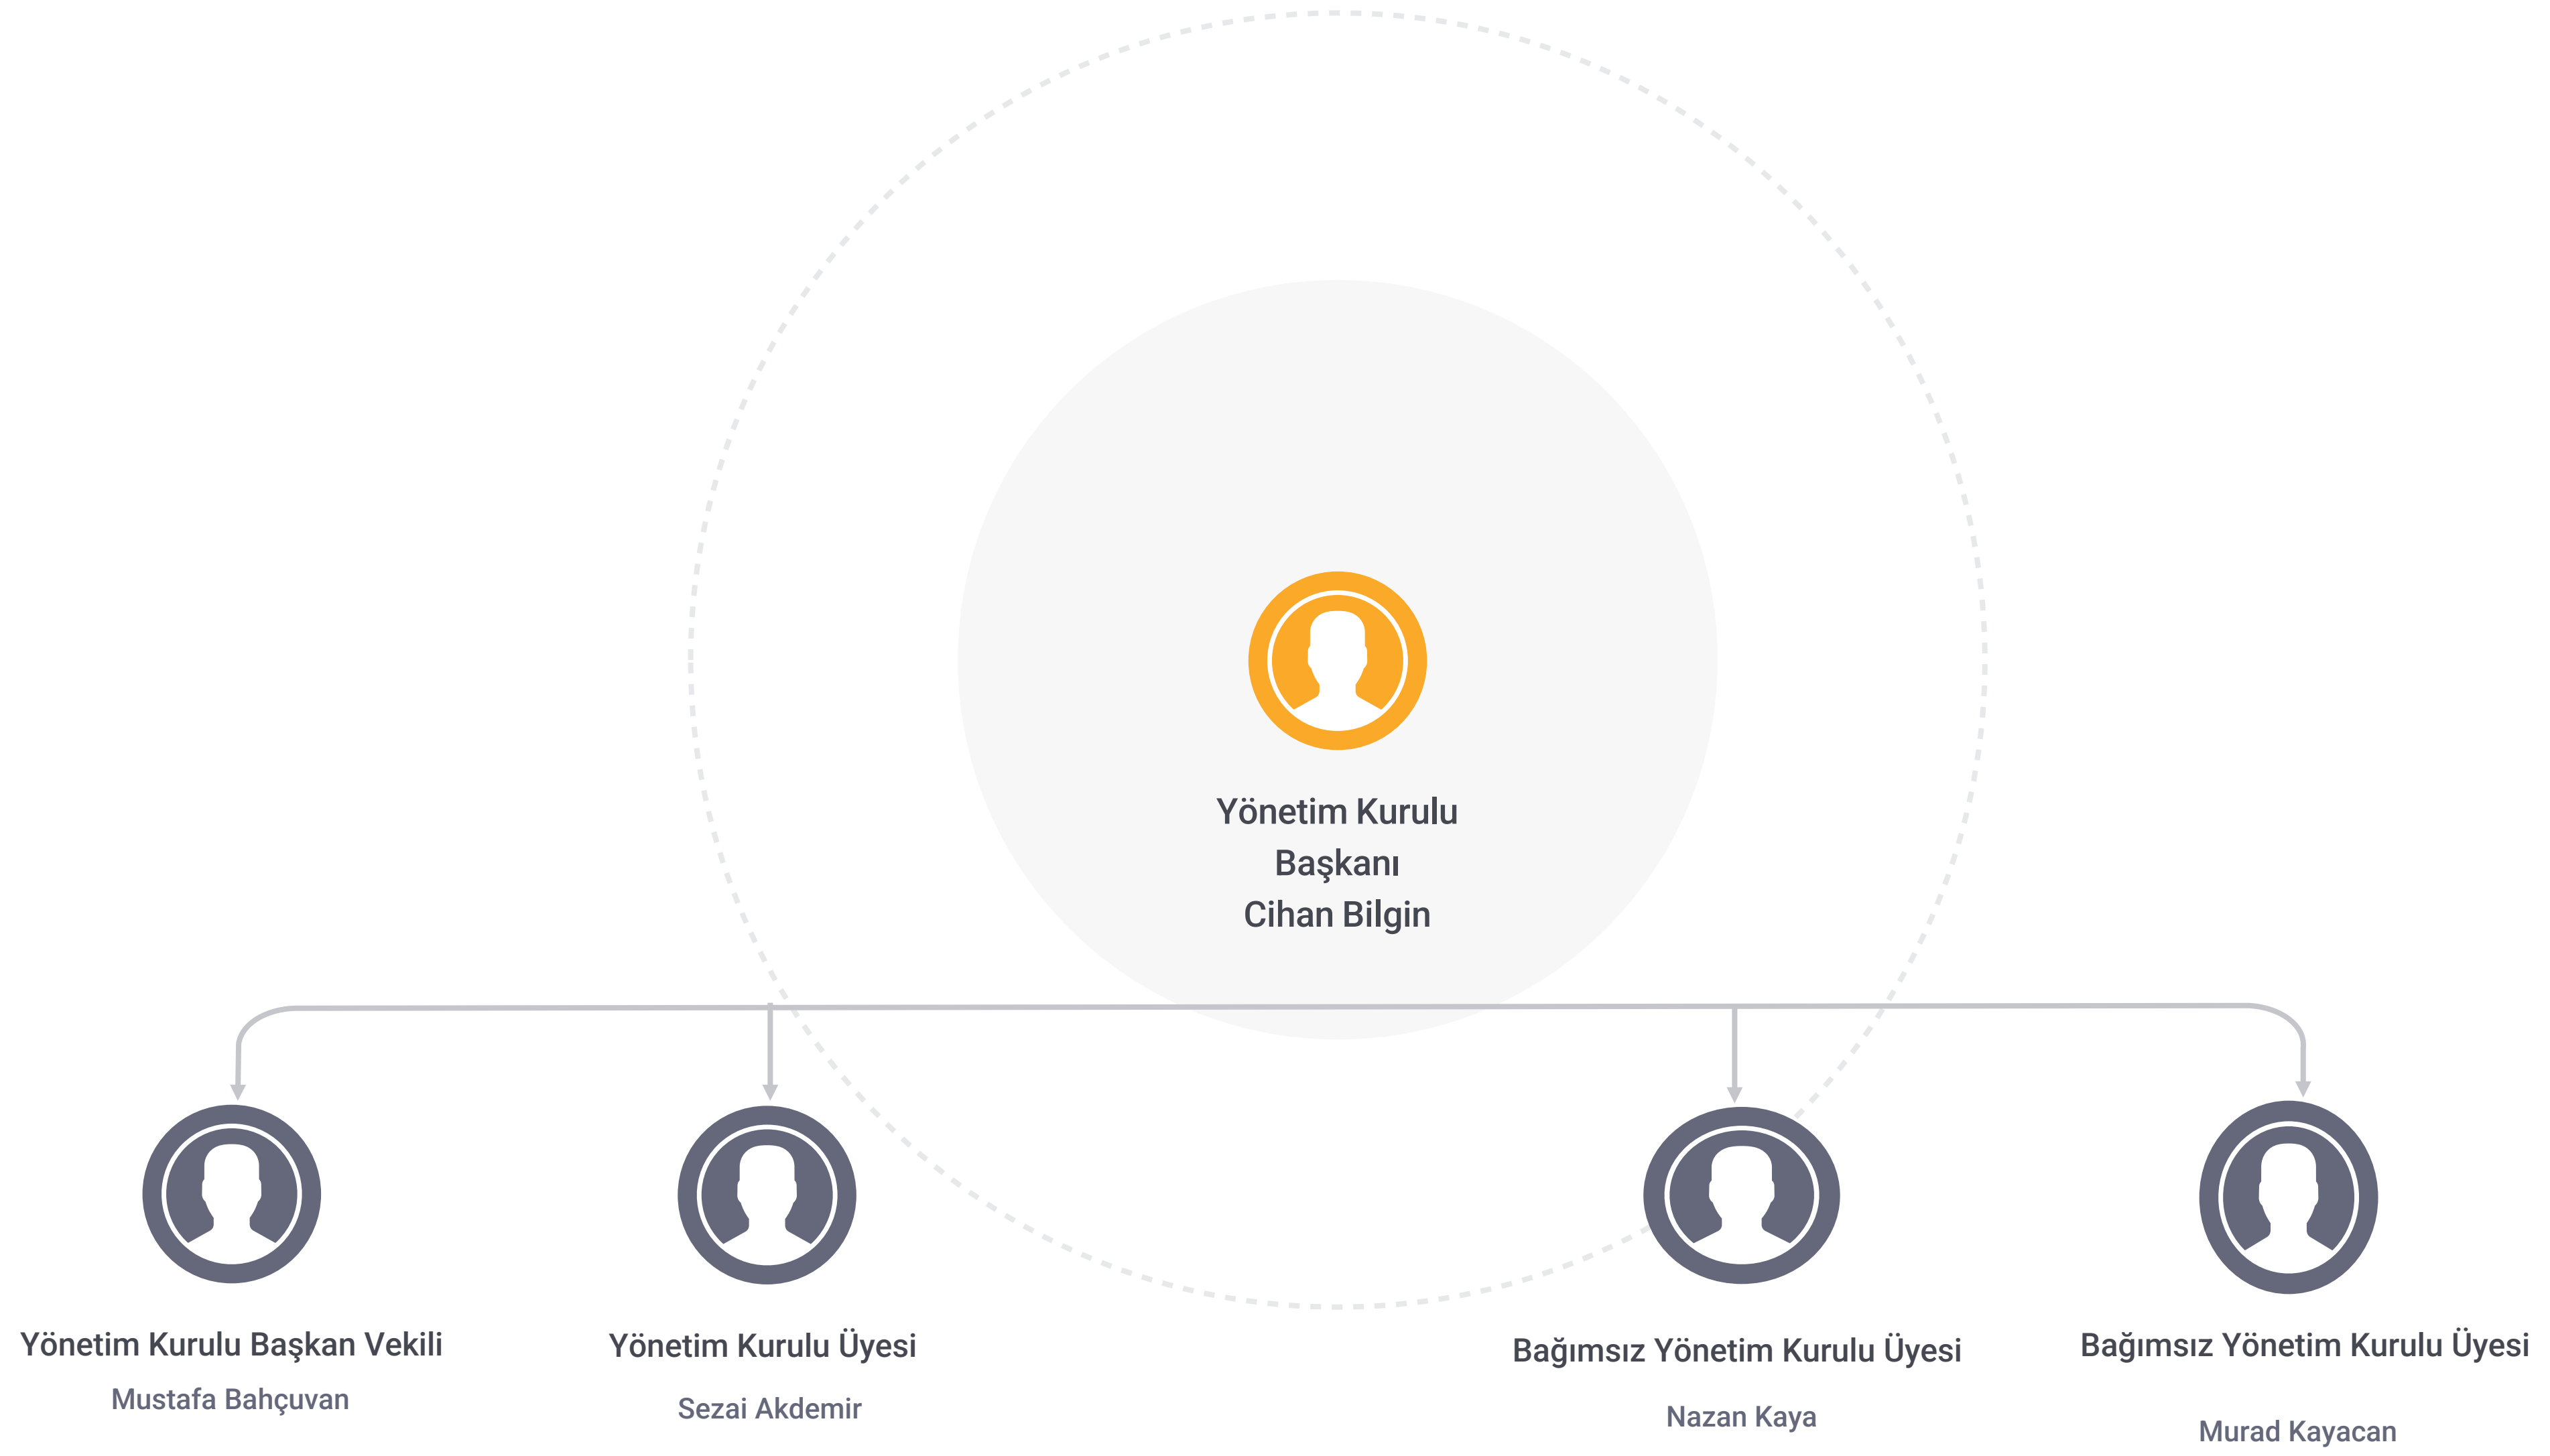 Yönetim Kurulu
Başkanı
Cihan Bilgin
Yönetim Kurulu Başkan Vekili
Mustafa Bahçuvan
Yönetim Kurulu Üyesi
Sezai Akdemir
Bağımsız Yönetim Kurulu Üyesi
Nazan Kaya
Bağımsız Yönetim Kurulu Üyesi
Murad Kayacan